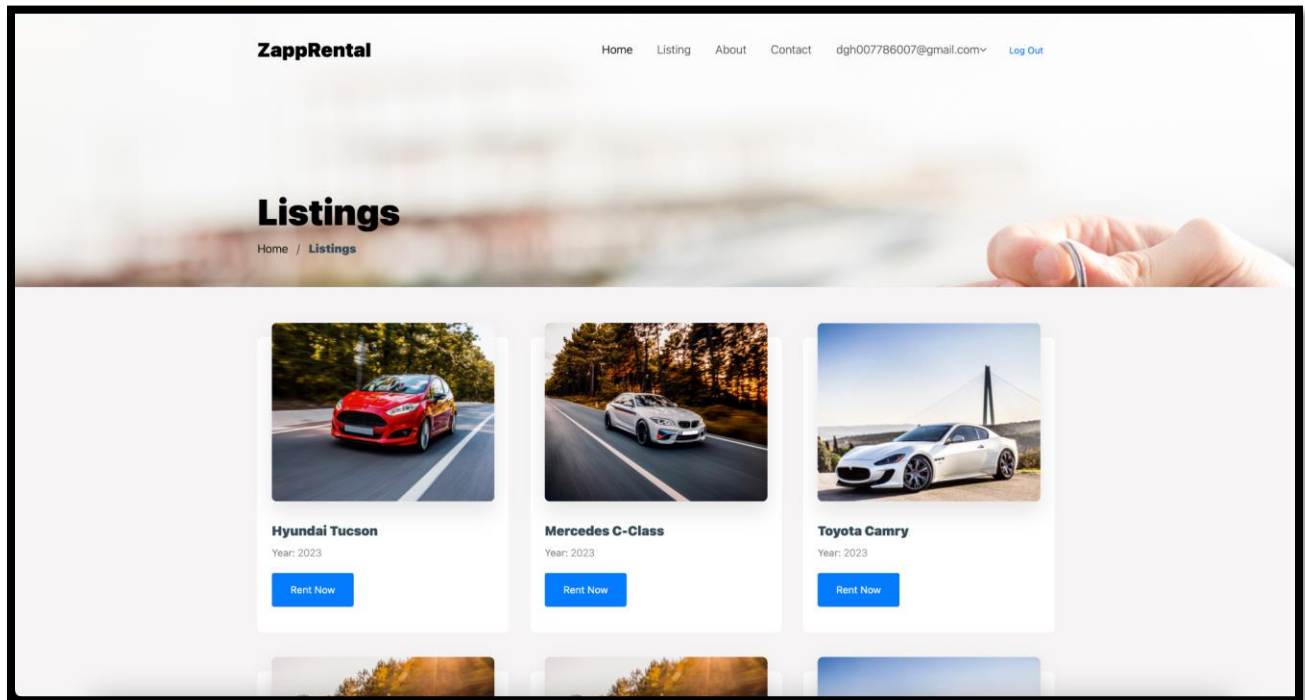 ZappRental
Home Listing About Contact dgh007786007@gmail.com Log Out
Listings
Home / Listings
Hyundai Tucson
Year: 2023
Rent Now
Mercedes C-Class
Year: 2023
Rent Now
Toyota Camry
Year: 2023
Rent Now